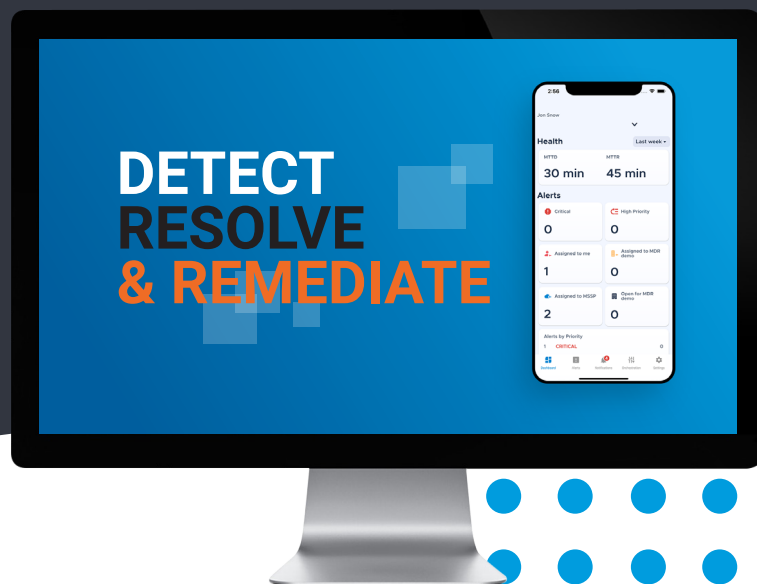 DETECT
RESOLVE
& REMEDIATE
2:56
Jon Snow
Health
Last week
MTTD
MTTR
30 min
45 min
Alerts
Critical
High Priority
0
0
Assigned to me
Assigned to MDR
demo
1
0
Assigned to MSSP
Open for MDR
demo
2
0
Alerts by Priority
1 CRITICAL 0
Dashboard
Alerts
Notifications
Settings